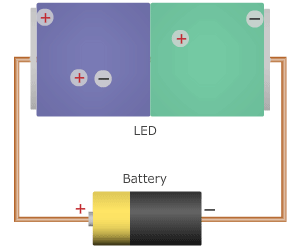 + −
+
+ −
LED
Battery
+ −